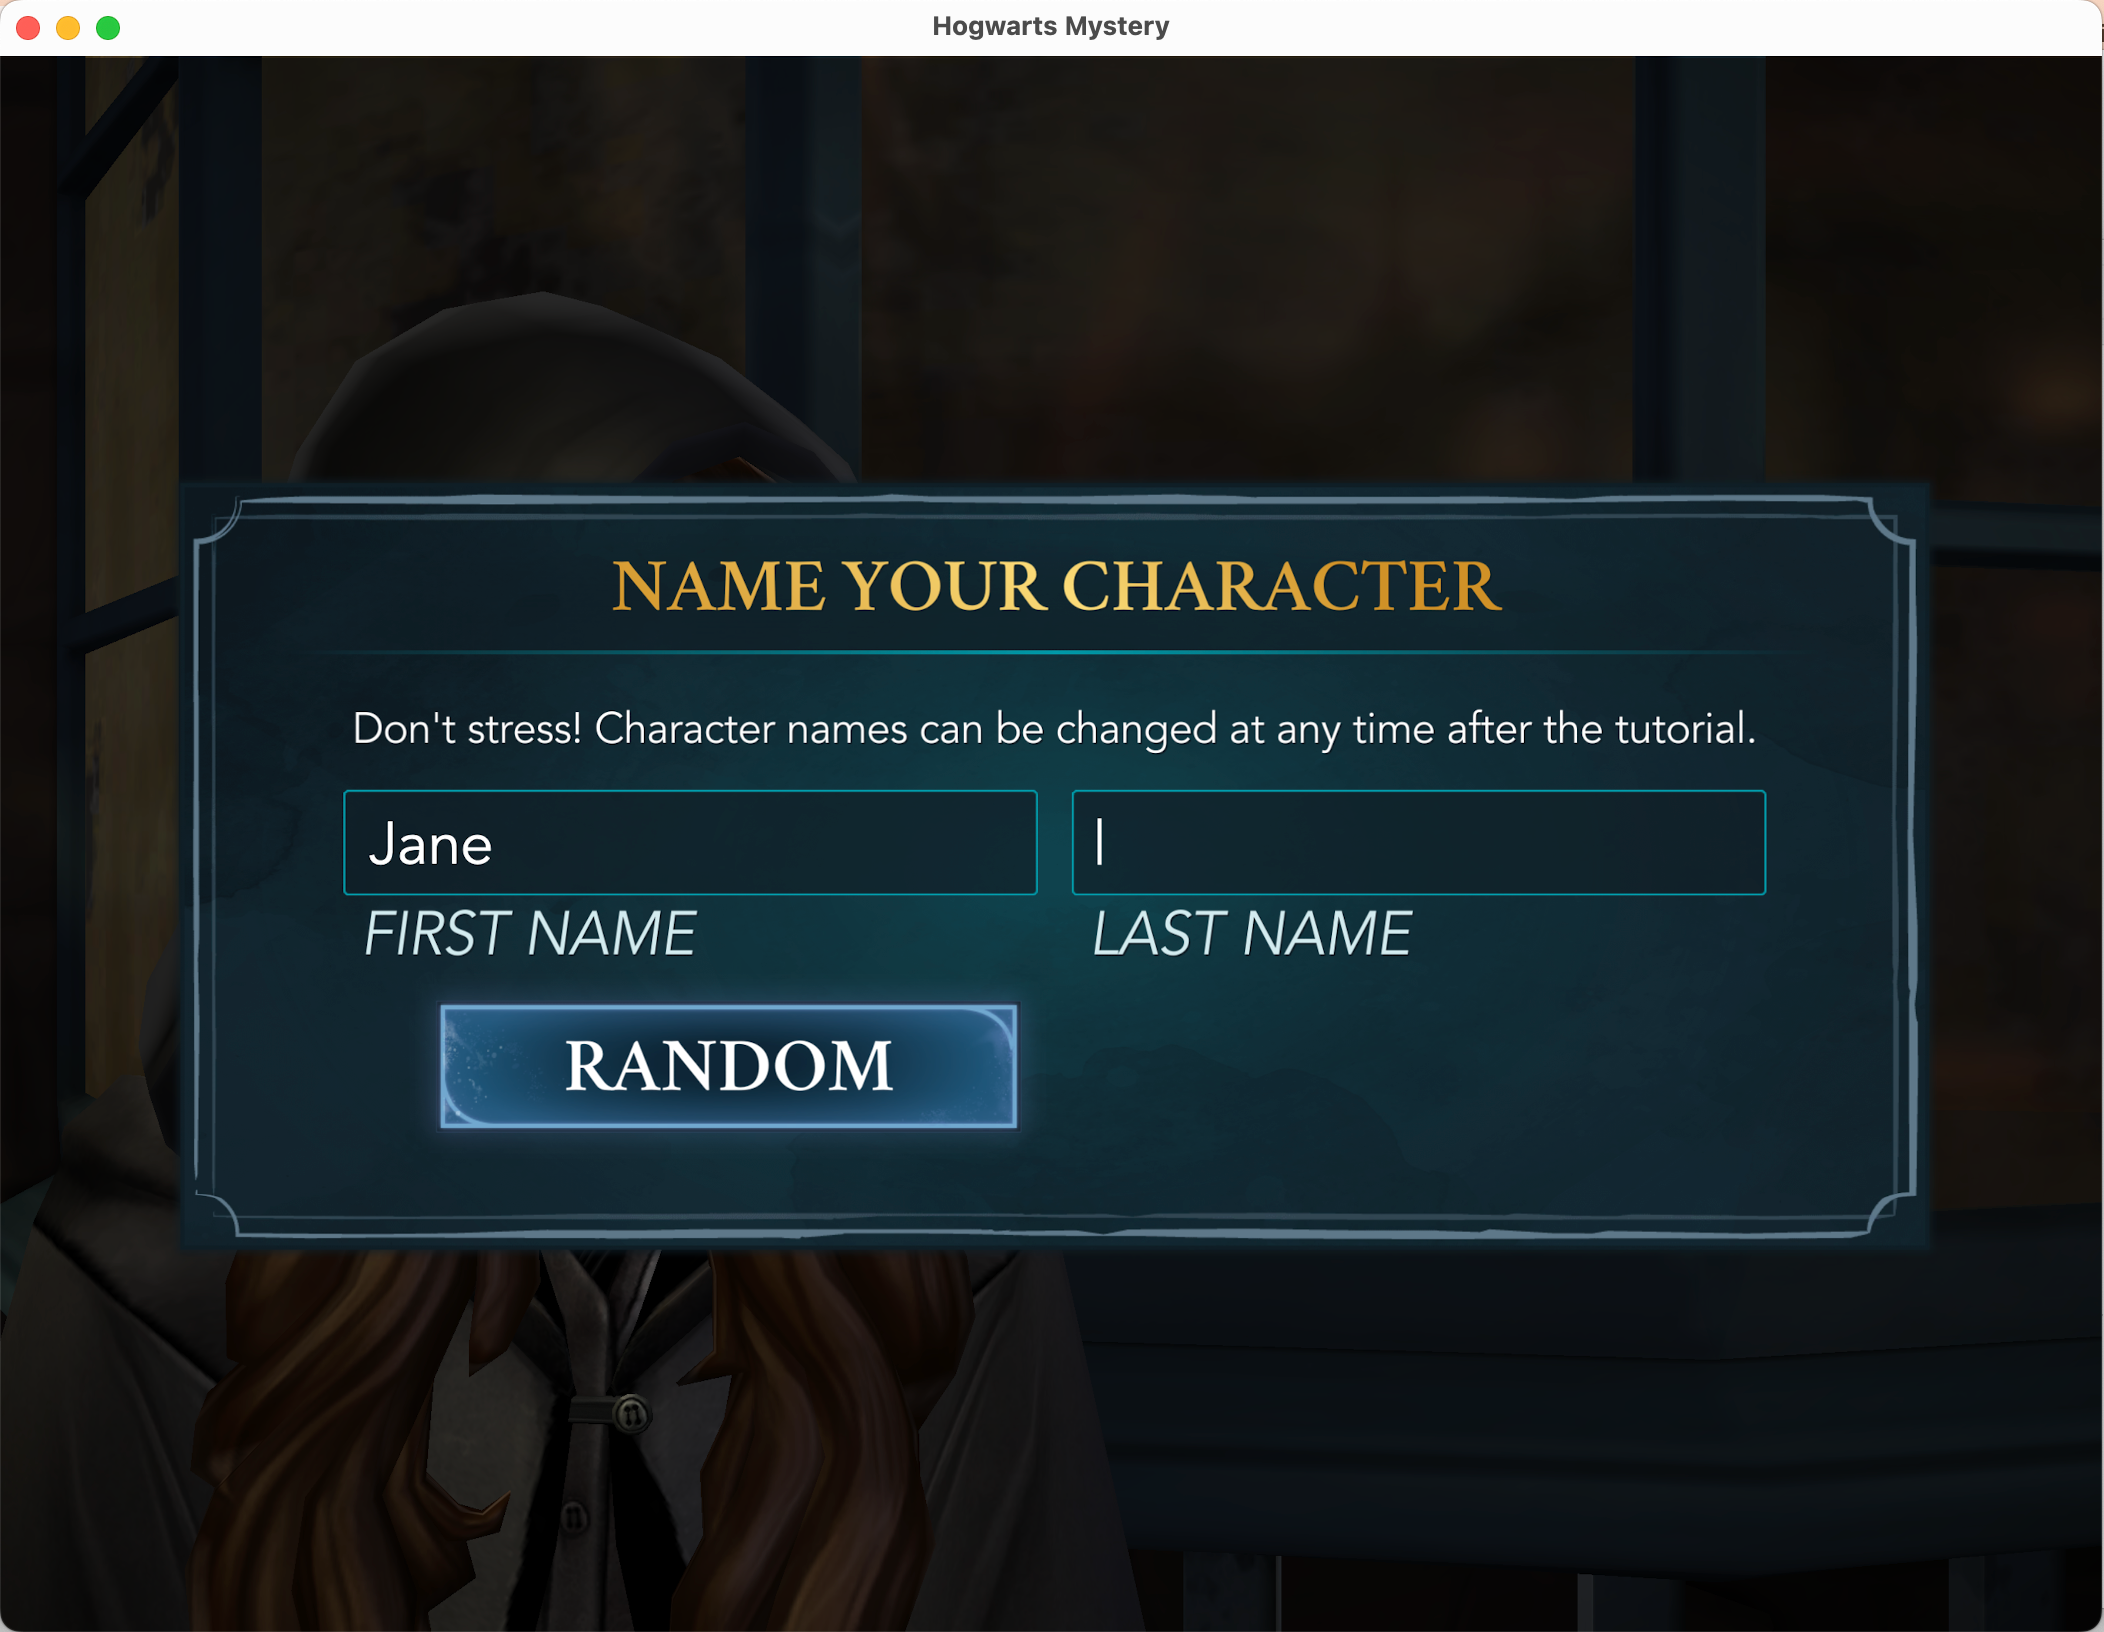 Hogwarts Mystery
NAME YOUR CHARACTER
Don't stress! Character names can be changed at any time after the tutorial.
Jane
FIRST NAME
LAST NAME
RANDOM